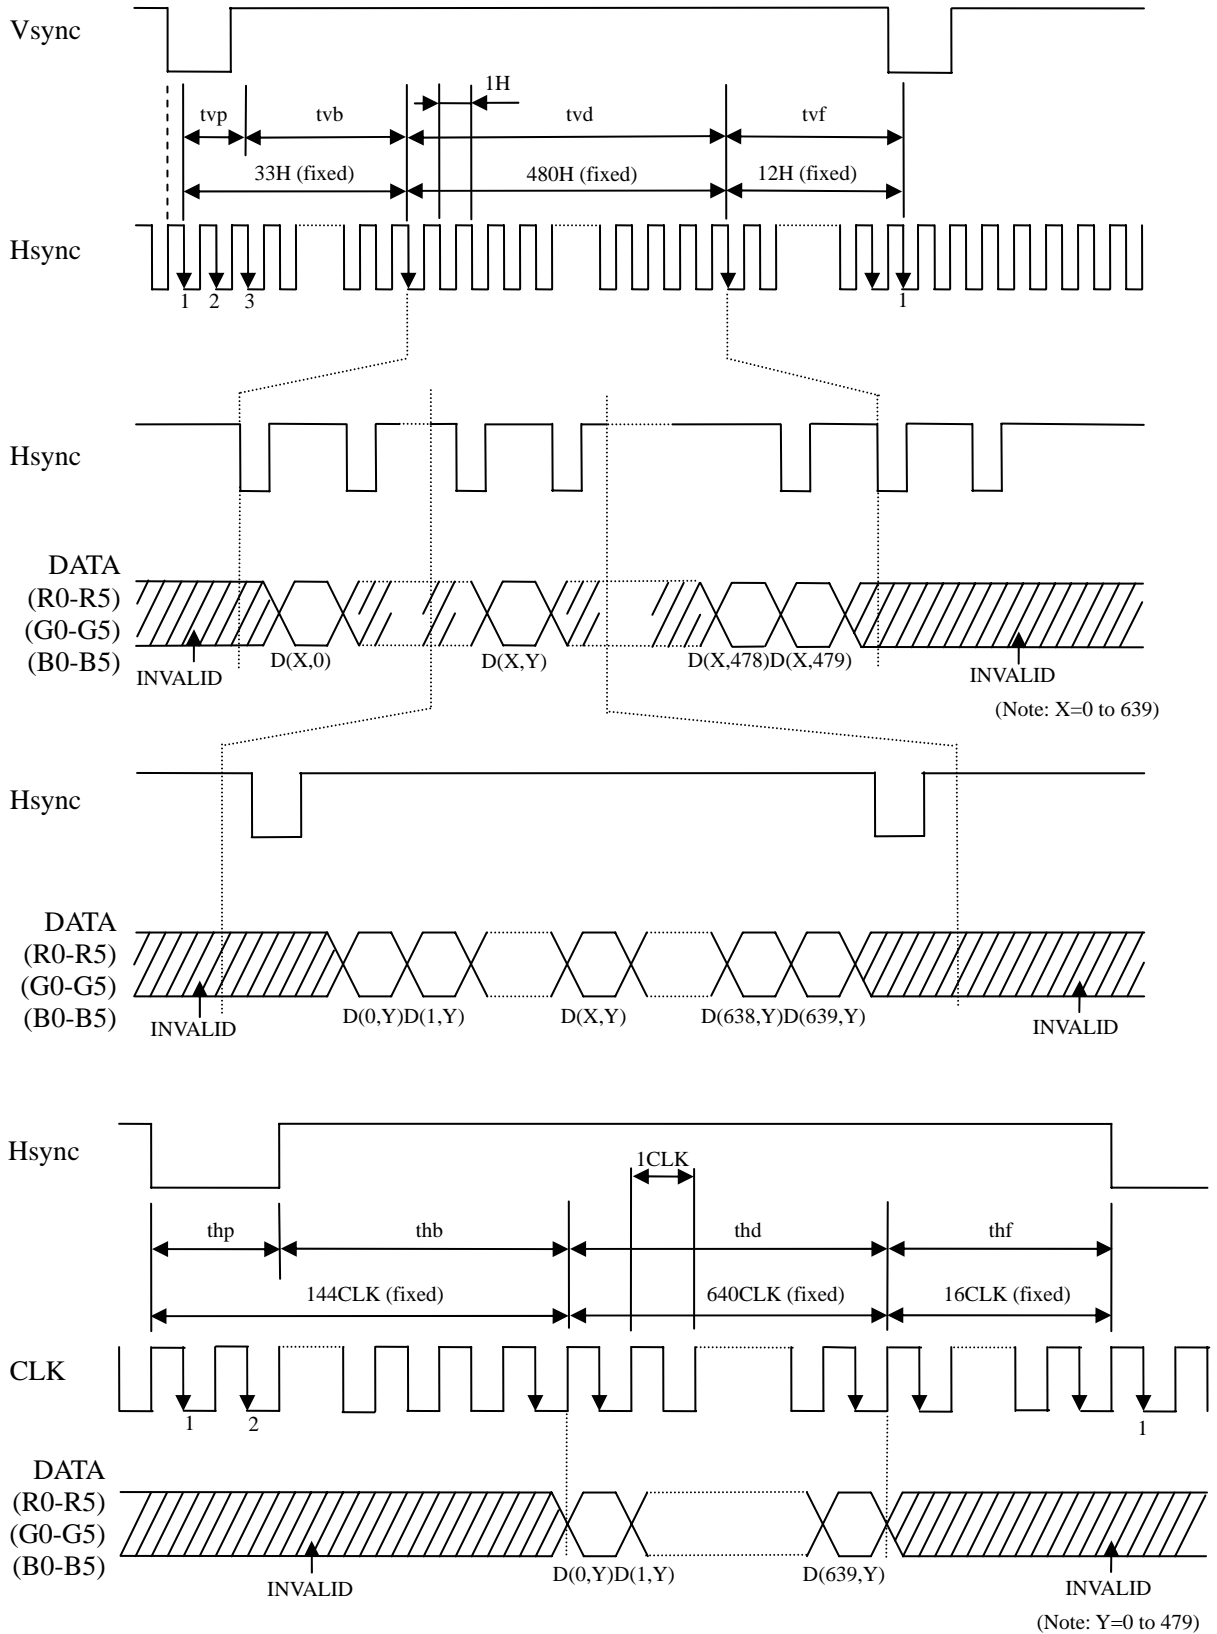 Vsync
1H
tvp
tvb
tvd
tvf
33H (fixed)
480H (fixed)
12H (fixed)
Hsync
1
2
3
1
Hsync
DATA
(R0-R5)
(G0-G5)
(B0-B5)
D(X,0)
D(X,Y)
D(X,478)D(X,479)
INVALID
INVALID
(Note: X=0 to 639)
Hsync
DATA
(R0-R5)
(G0-G5)
(B0-B5)
D(0,Y)D(1,Y)
D(X,Y)
D(638,Y)D(639,Y)
INVALID
INVALID
Hsync
1CLK
thp
thb
thd
thf
144CLK (fixed)
640CLK (fixed)
16CLK (fixed)
CLK
1
2
1
DATA
(R0-R5)
(G0-G5)
(B0-B5)
D(0,Y)D(1,Y)
D(639,Y)
INVALID
INVALID
(Note: Y=0 to 479)